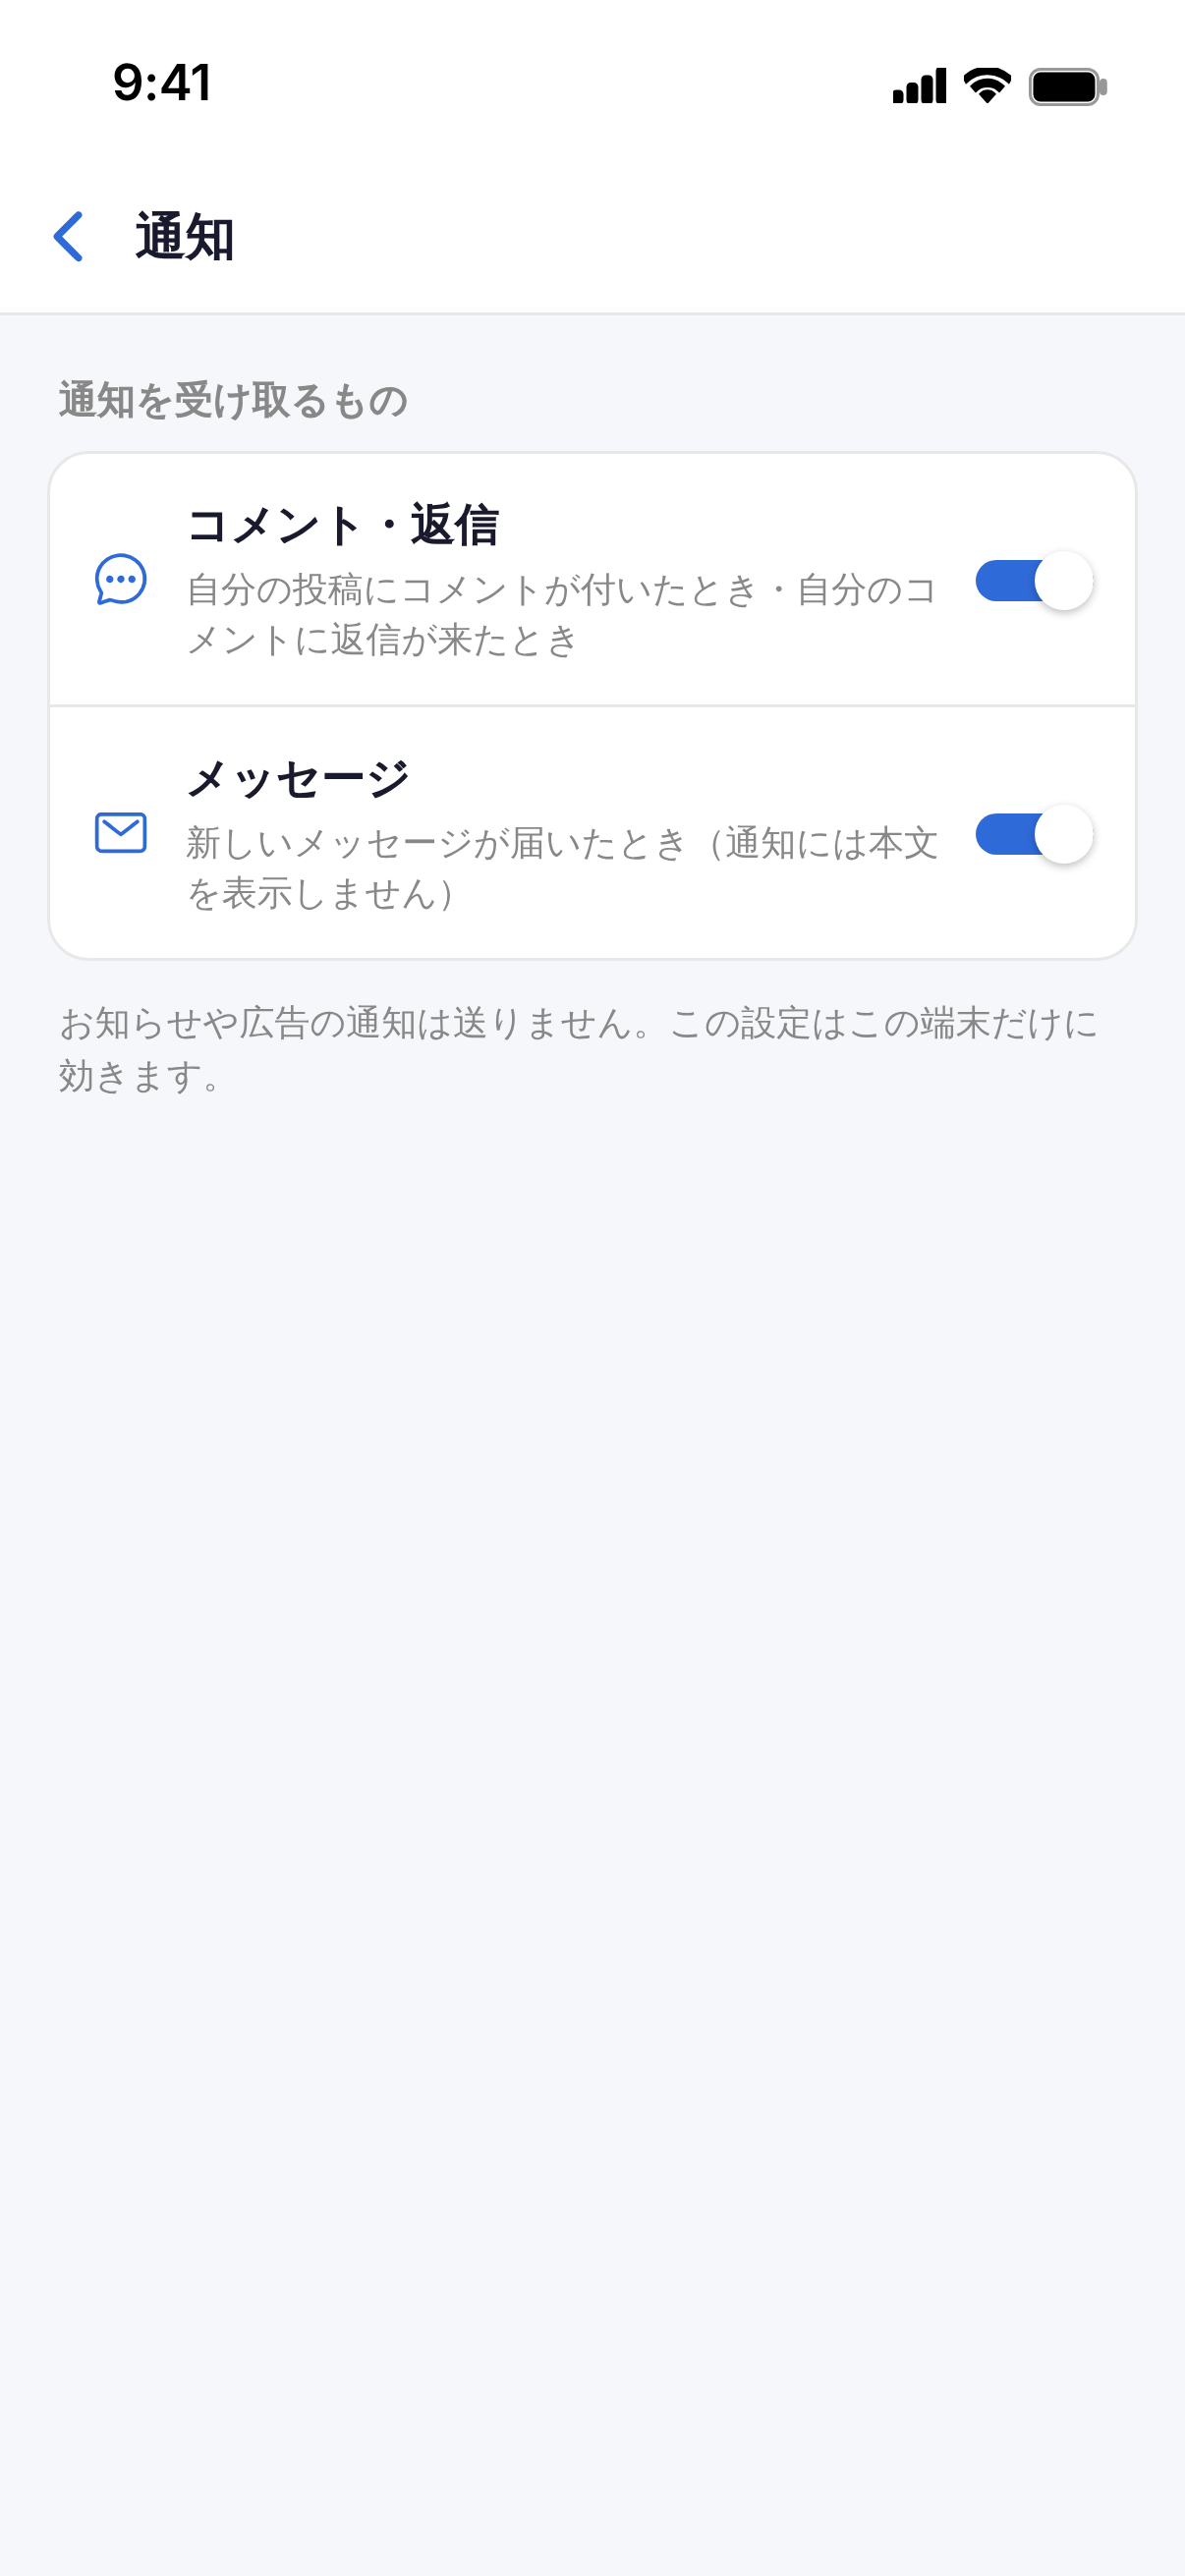 9:41
通知
通知を受け取るもの
コメント・返信
自分の投稿にコメントが付いたとき・自分のコ
メントに返信が来たとき
メッセージ
新しいメッセージが届いたとき（通知には本文
を表示しません）
お知らせや広告の通知は送りません。この設定はこの端末だけに
効きます。